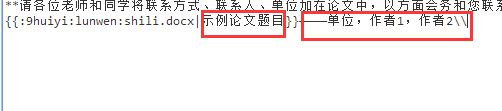 **请各位老师和同学将联系方式、联系人、单位加在论文中，以方面会务和您联系
{{:9huiyi:lunwen:shili.docx|示例论文题目}}————单位，作者1，作者2\\